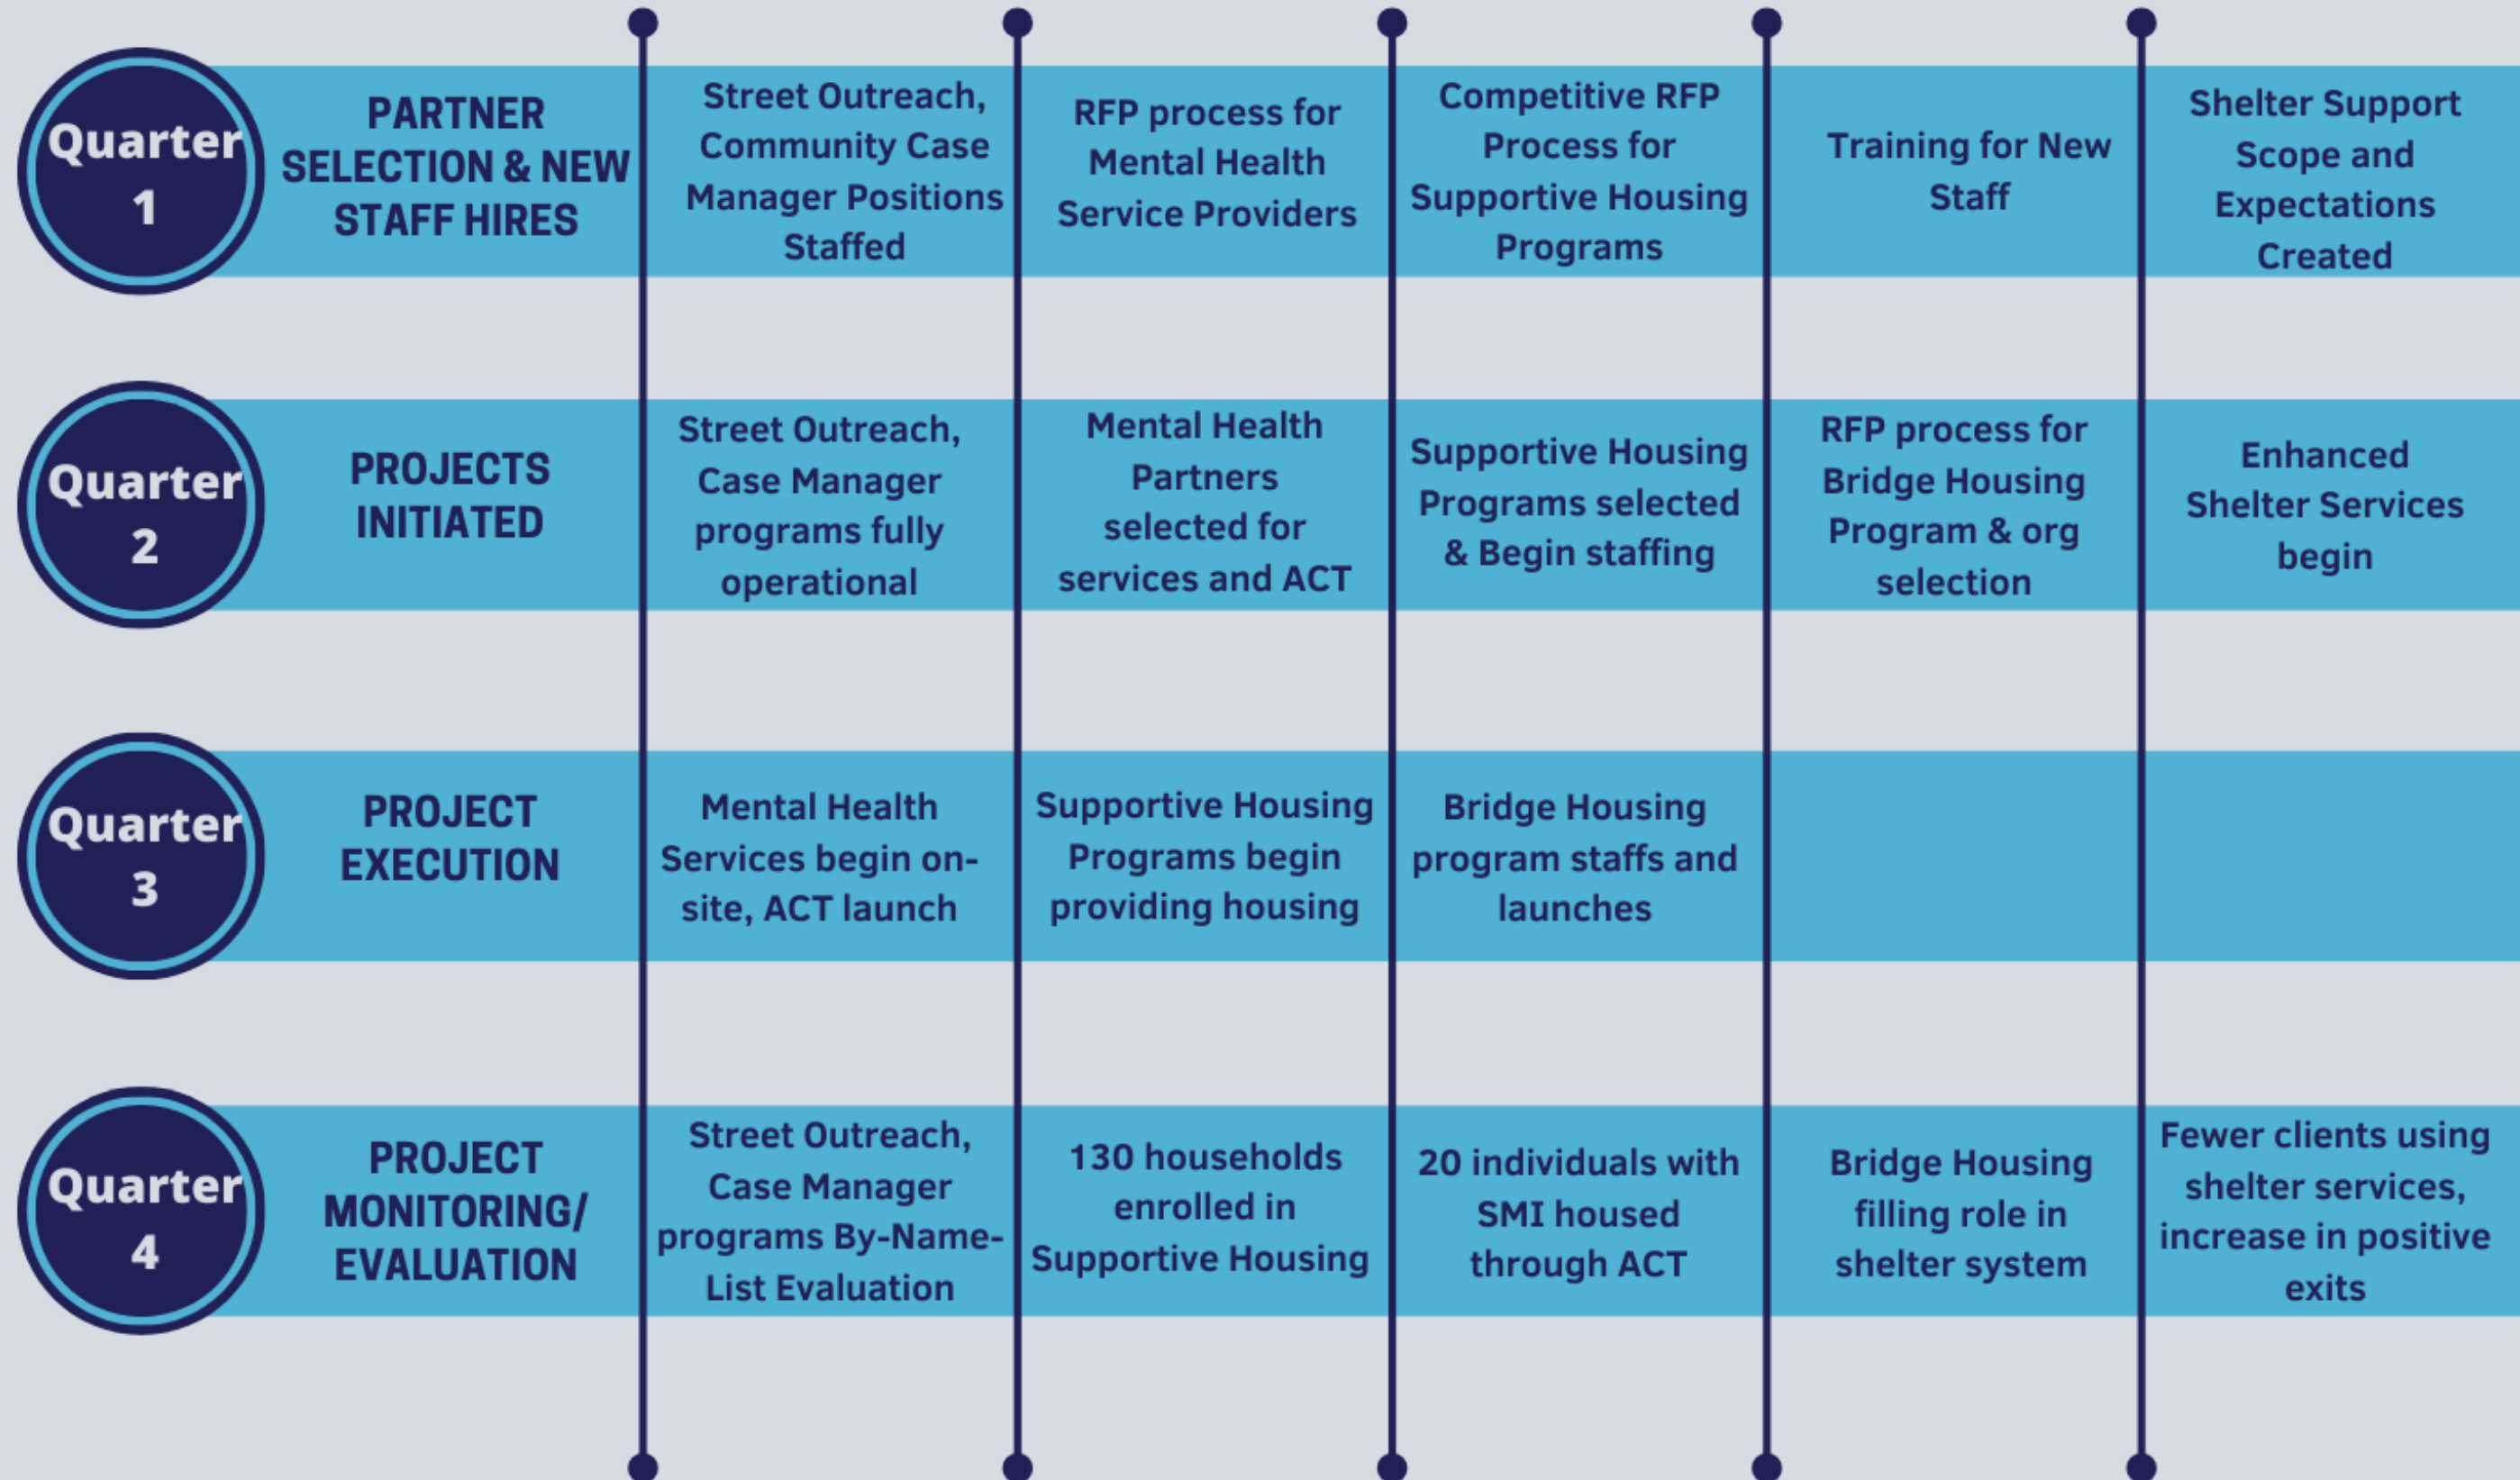 Quarter
1
PARTNER
SELECTION & NEW
STAFF HIRES
Street Outreach,
Community Case
Manager Positions
Staffed
RFP process for
Mental Health
Service Providers
Competitive RFP
Process for
Supportive Housing
Programs
Training for New
Staff
Shelter Support
Scope and
Expectations
Created
Quarter
2
PROJECTS
INITIATED
Street Outreach,
Case Manager
programs fully
operational
Mental Health
Partners
selected for
services and ACT
Supportive Housing
Programs selected
& Begin staffing
RFP process for
Bridge Housing
Program & org
selection
Enhanced
Shelter Services
begin
Quarter
3
PROJECT
EXECUTION
Mental Health
Services begin on-
site, ACT launch
Supportive Housing
Programs begin
providing housing
Bridge Housing
program staffs and
launches
Quarter
4
PROJECT
MONITORING/
EVALUATION
Street Outreach,
Case Manager
programs By-Name-
List Evaluation
130 households
enrolled in
Supportive Housing
20 individuals with
SMI housed
through ACT
Bridge Housing
filling role in
shelter system
Fewer clients using
shelter services,
increase in positive
exits